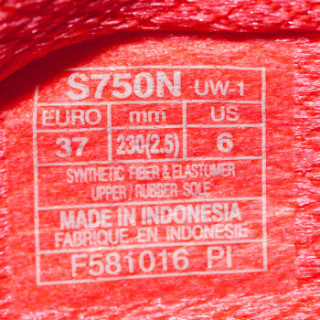 S750N UW-1
EURO mm US
37 230(2.5) 6
SYNTHETIC FIBER & ELASTOMER
UPPER/RUBBER-SOLE
MADE IN INDONESIA
FABRIQUE EN INDONESIE
F581016 PI